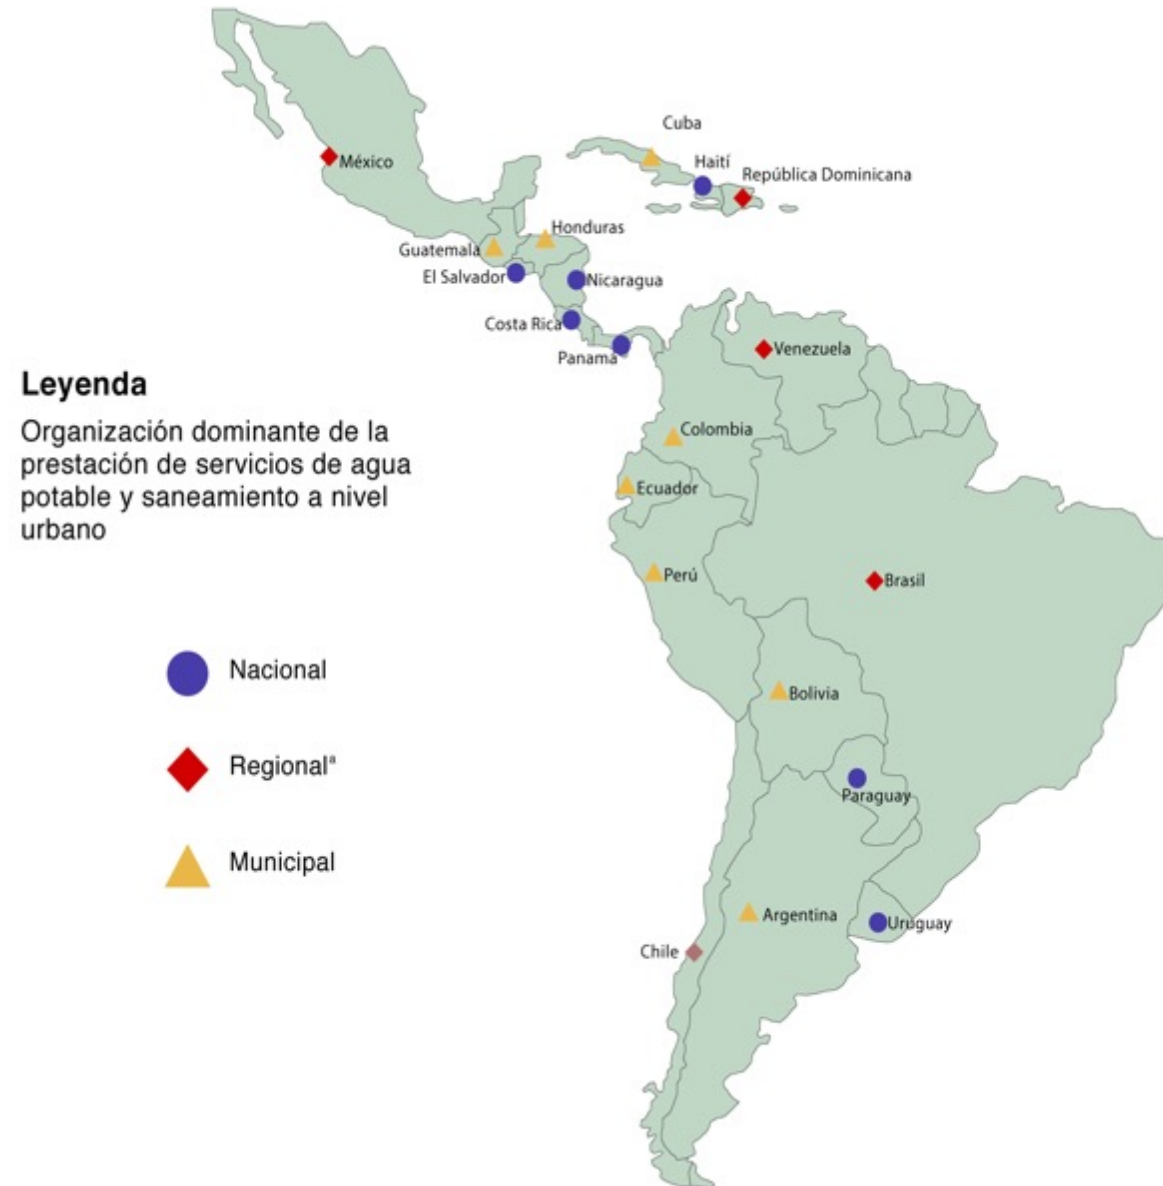 Cuba
Haití
República Dominicana
México
Honduras
Guatemala
El Salvador
Nicaragua
Costa Rica
Panama
Venezuela
Leyenda
Organización dominante de la
prestación de servicios de agua
potable y saneamiento a nivel
urbano
Colombia
Ecuador
Perú
Brasil
Nacional
Bolivia
Regionalª
Paraguay
Municipal
Argentina
Uruguay
Chile